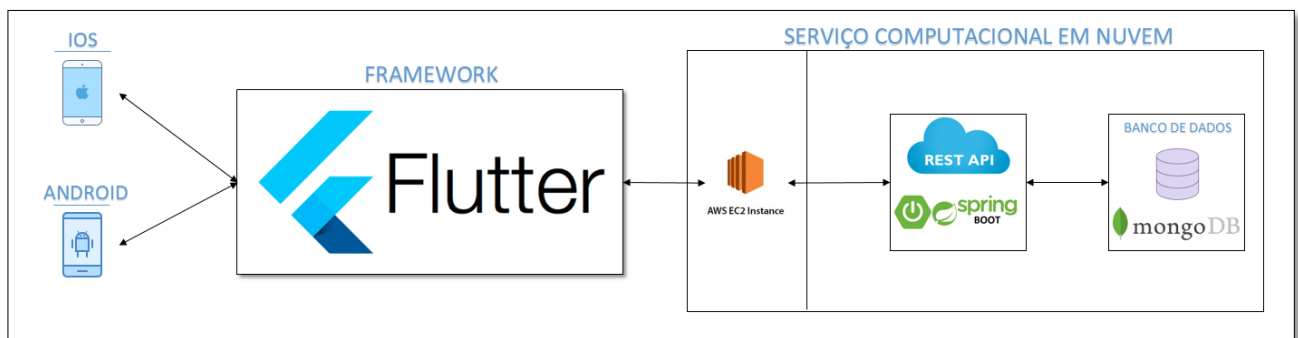 IOS
ANDROID
FRAMEWORK
Flutter
SERVIÇO COMPUTACIONAL EM NUVEM
AWS EC2 Instance
REST API
spring
BOOT
BANCO DE DADOS
mongoDB